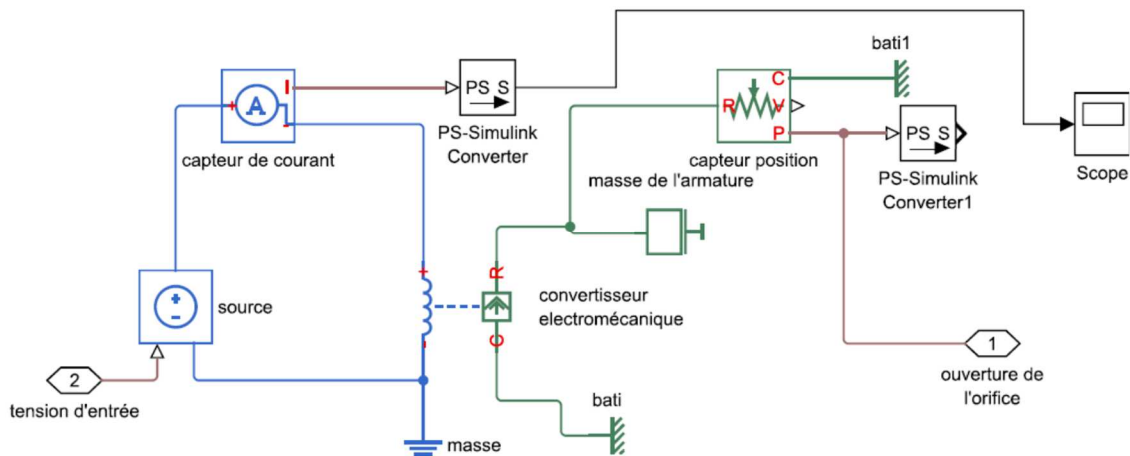 bati1
C
I
PS S
A
+
R
V
-
P
PS S
capteur de courant
PS-Simulink
Converter
capteur position
PS-Simulink
Converter1
Scope
masse de l'armature
+
R
+
-
source
convertisseur
electromécanique
-
C
1
2
ouverture de
l'orifice
tension d'entrée
bati
masse